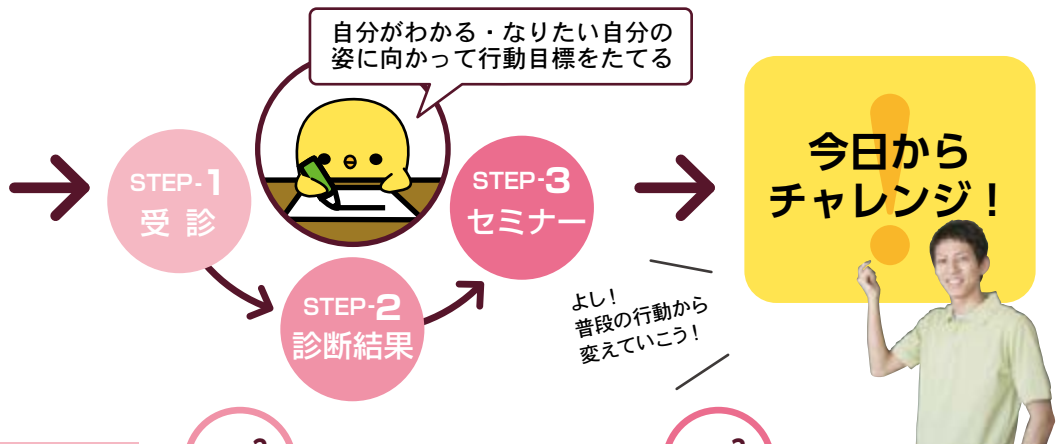 自分がわかる・なりたい自分の
姿に向かって行動目標をたてる
STEP-1
受 診
STEP-2
診断結果
STEP-3
セミナー
よし！
普段の行動から
変えていこう！
今日から
チャレンジ！